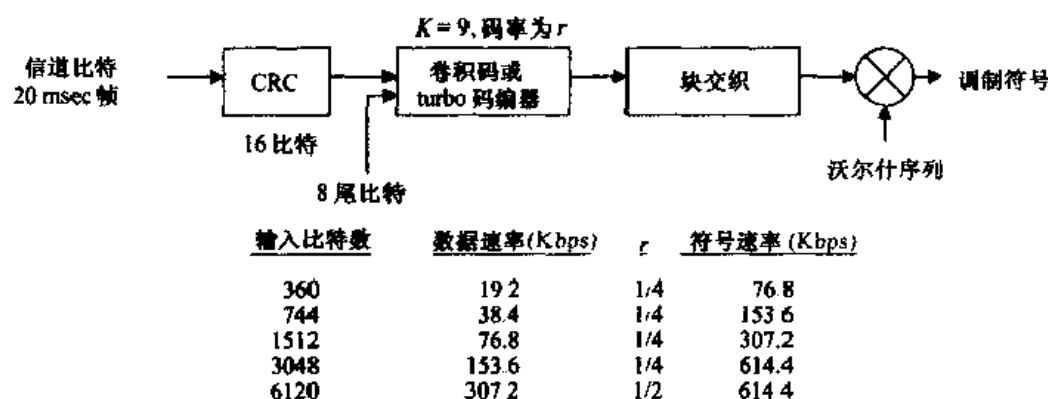 K=9,码率为 r
信道比特
20 msec 帧
CRC
卷积码或
turbo 码编器
块交织
调制符号
16 比特
沃尔什序列
8 尾比特
输入比特数 数据速率(Kbps) r 符号速率 (Kbps)
360 19.2 1/4 76.8
744 38.4 1/4 153.6
1512 76.8 1/4 307.2
3048 153.6 1/4 614.4
6120 307.2 1/2 614.4